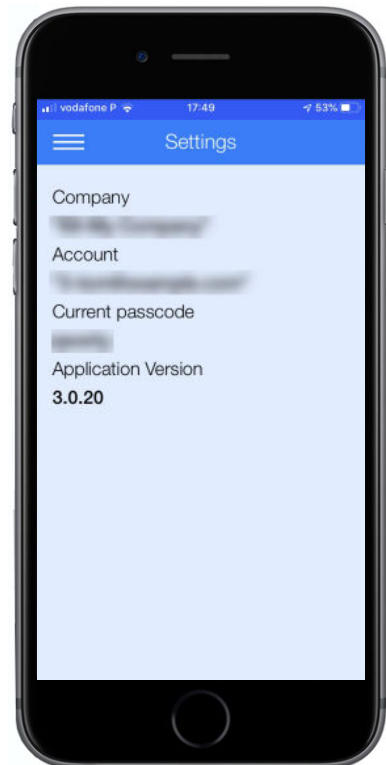 vodafone P 17:49 53%
Settings
Company
Account
Current passcode
Application Version
3.0.20